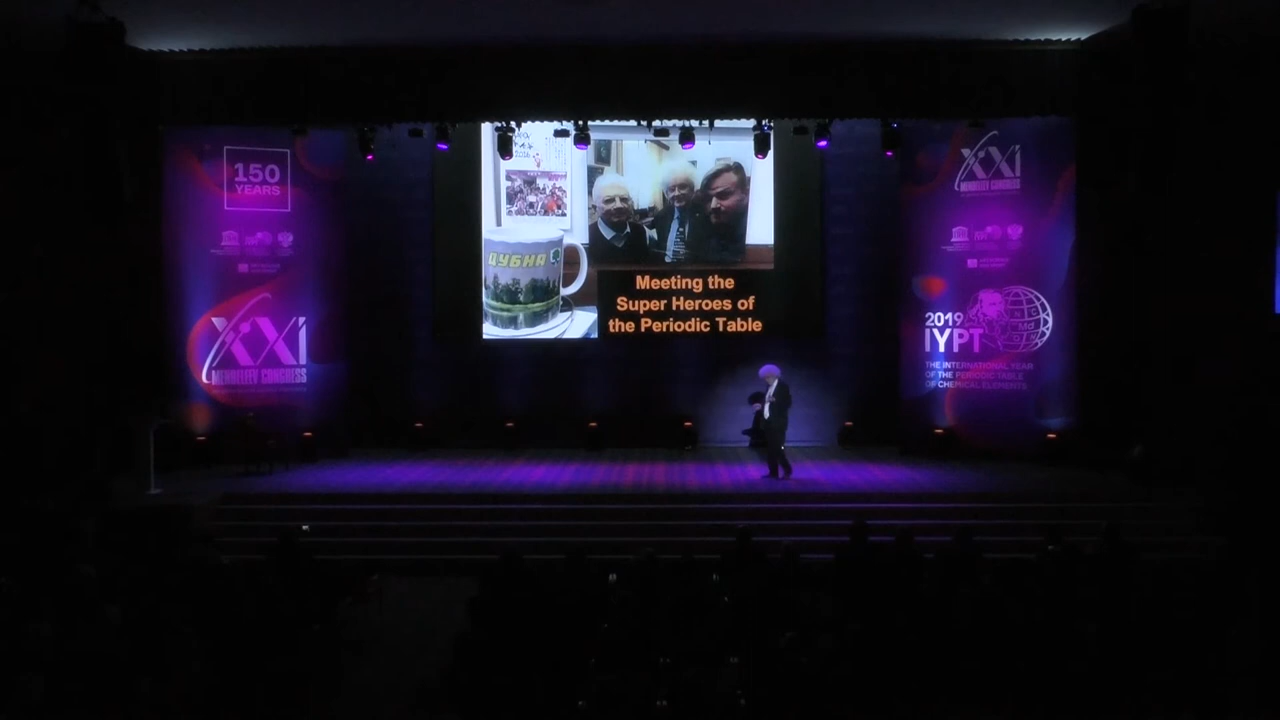 150
YEARS
XXI
MENDELEEV CONGRESS
2016
ДУБНА
Meeting the
Super Heroes of
the Periodic Table
XXI
MENDELEEV CONGRESS
2019
IYPT
Md
THE INTERNATIONAL YEAR
OF THE PERIODIC TABLE
OF CHEMICAL ELEMENTS